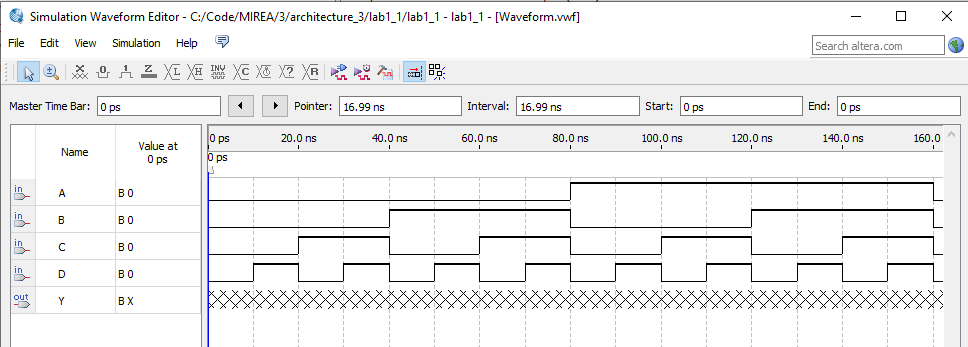 Simulation Waveform Editor - C:/Code/MIREA/3/architecture_3/lab1_1/lab1_1 - lab1_1 - [Waveform.vwf]
File Edit View Simulation Help
Search altera.com
Master Time Bar: 0 ps Pointer: 16.99 ns Interval: 16.99 ns Start: 0 ps End: 0 ps
Name Value at
0 ps
0 ps 20.0 ns 40.0 ns 60.0 ns 80.0 ns 100.0 ns 120.0 ns 140.0 ns 160.0
0 ps
in A B 0
in B B 0
in C B 0
in D B 0
out Y B X